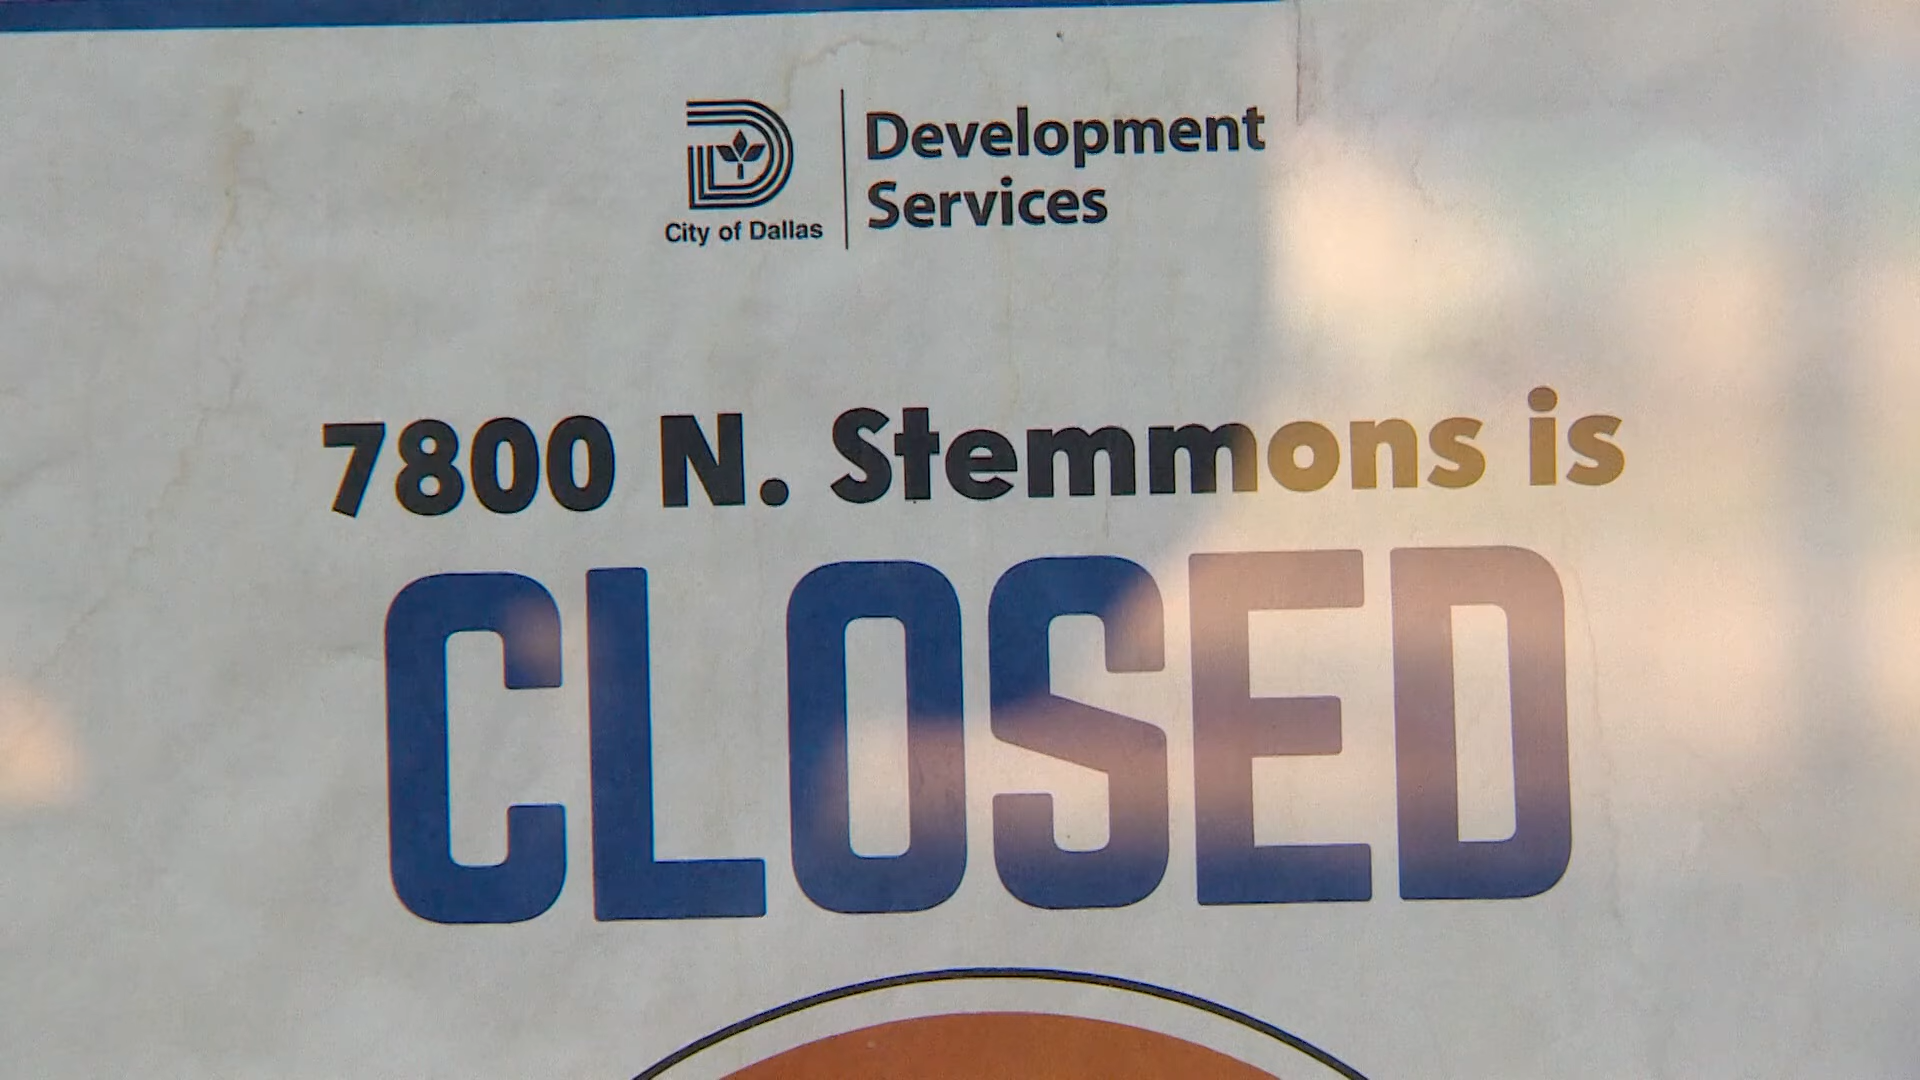 Development
Services
City of Dallas
7800 N. Stemmons is
CLOSED